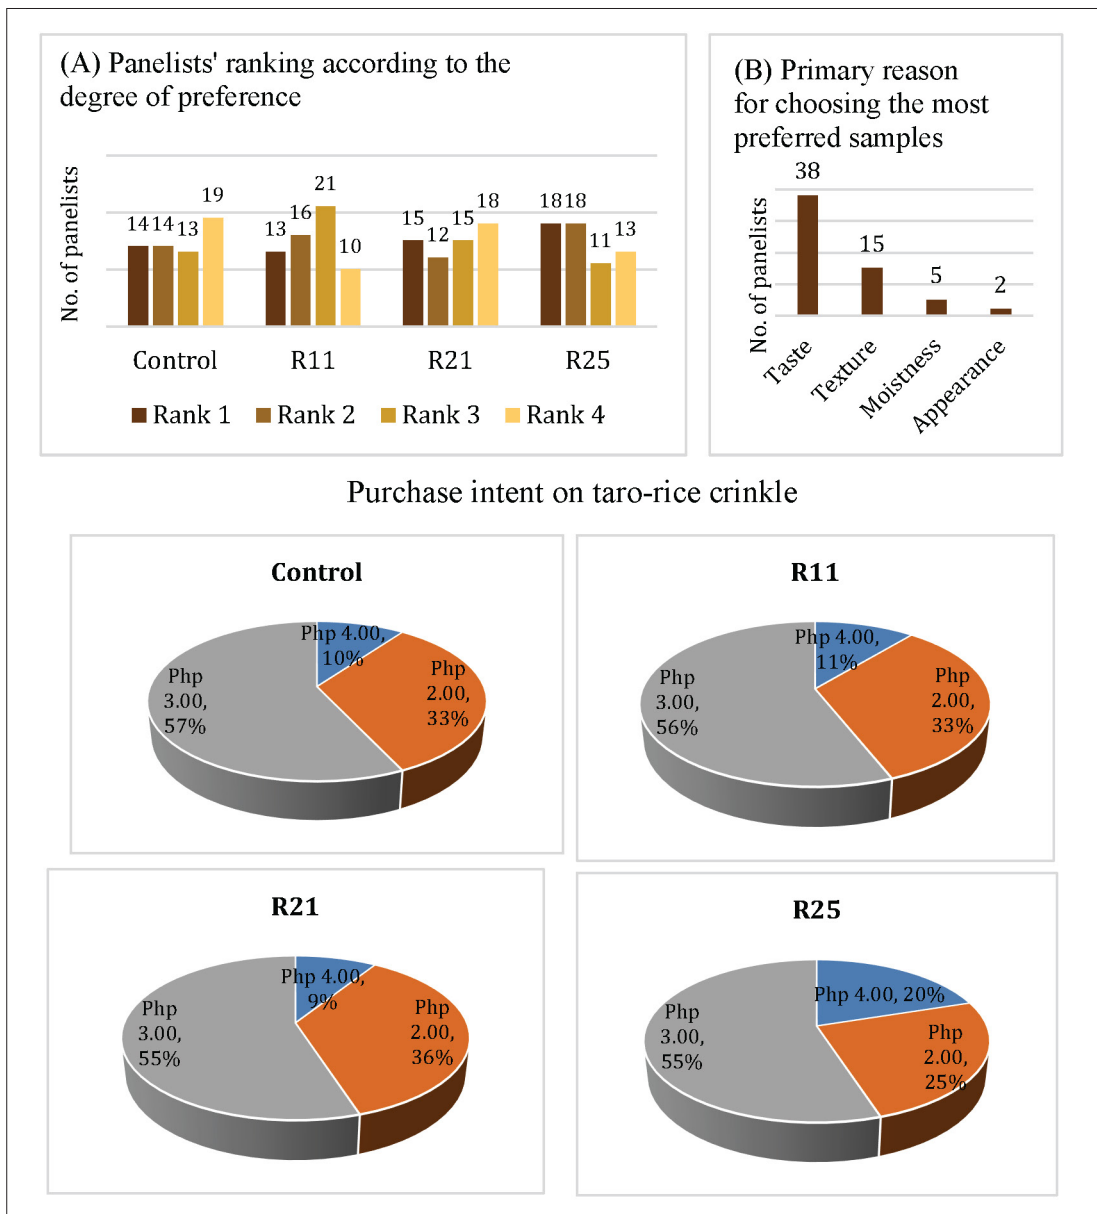 (A) Panelists' ranking according to the
degree of preference
No. of panelists
14 14 13 19
13 16 21 10
15 12 15 18
18 18 11 13
Control R11 R21 R25
Rank 1 Rank 2 Rank 3 Rank 4
(B) Primary reason
for choosing the most
preferred samples
No. of panelists
38 15 5 2
Taste Texture Moistness Appearance
Purchase intent on taro-rice crinkle
Control
Php 4.00,
10%
Php
2.00,
33%
Php
3.00,
57%
R11
Php 4.00,
11%
Php
2.00,
33%
Php
3.00,
56%
R21
Php 4.00,
9%
Php
2.00,
36%
Php
3.00,
55%
R25
Php 4.00, 20%
Php
2.00,
25%
Php
3.00,
55%